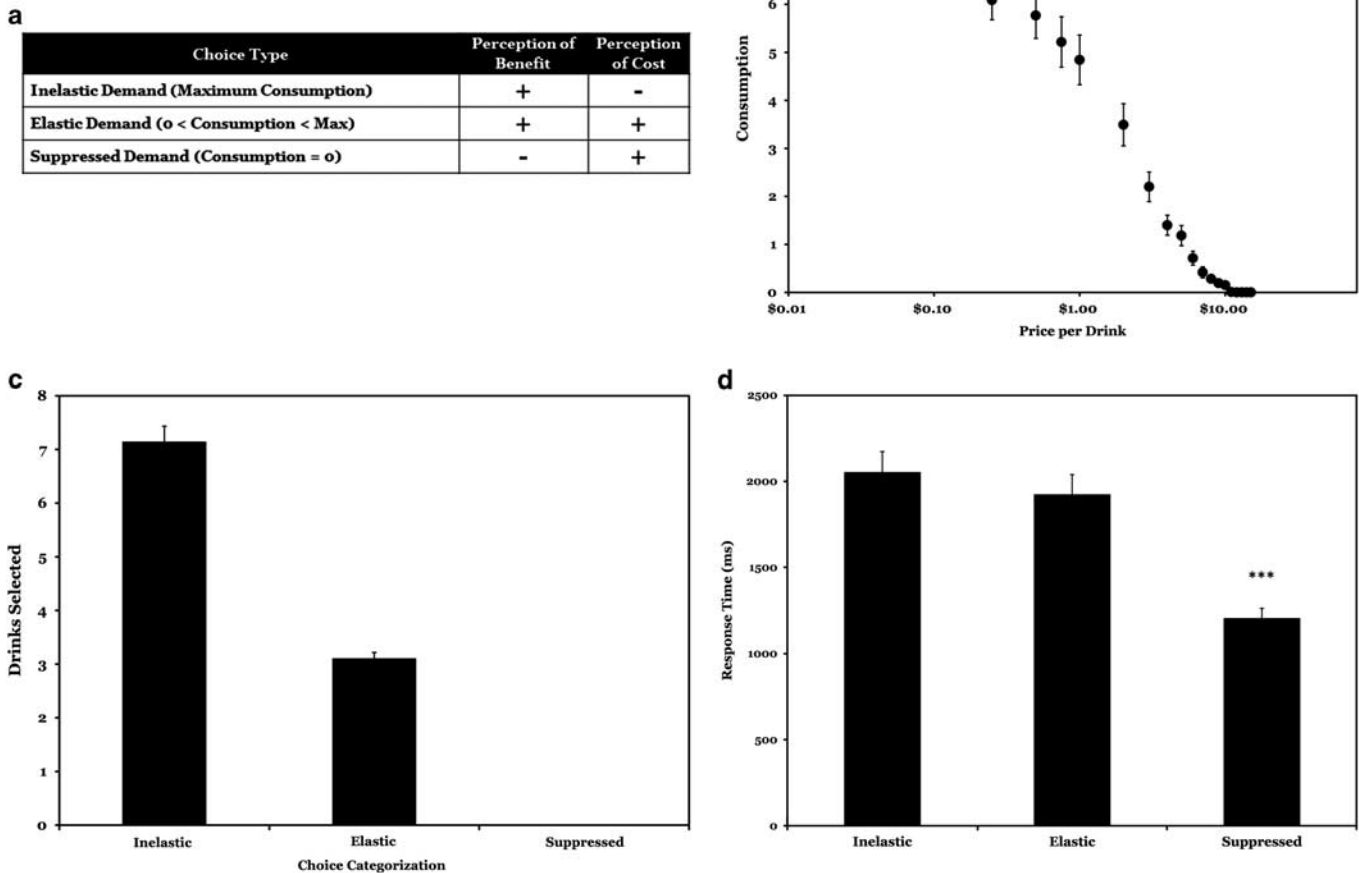 a
Choice Type
Perception of
Benefit
Perception
of Cost
Inelastic Demand (Maximum Consumption)
+
-
Elastic Demand (0 < Consumption < Max)
+
+
Suppressed Demand (Consumption = 0)
-
+
Consumption
6
5
4
3
2
1
0
$0.01
$0.10
$1.00
$10.00
Price per Drink
c
Drinks Selected
8
7
6
5
4
3
2
1
0
Inelastic
Elastic
Suppressed
Choice Categorization
d
Response Time (ms)
2500
2000
1500
1000
500
0
***
Inelastic
Elastic
Suppressed